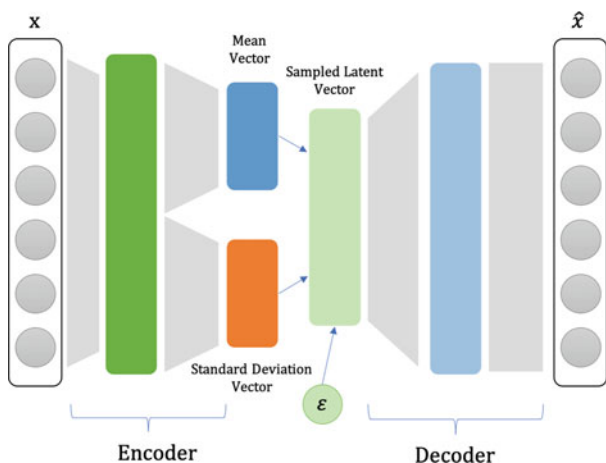 x
x̂
Mean
Vector
Sampled Latent
Vector
Standard Deviation
Vector
ε
Encoder
Decoder